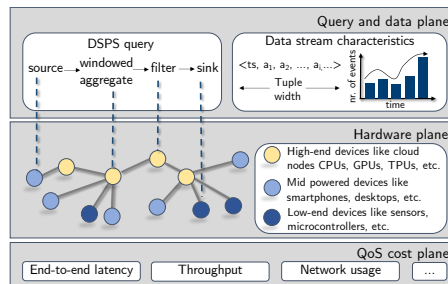 Query and data plane
DSPS query
source
windowed
aggregate
filter
sink
Data stream characteristics
<ts, a1, a2, ..., ai,...>
Tuple
width
nr. of events
time
Hardware plane
High-end devices like cloud
nodes CPUs, GPUs, TPUs, etc.
Mid powered devices like
smartphones, desktops, etc.
Low-end devices like sensors,
microcontrollers, etc.
QoS cost plane
End-to-end latency
Throughput
Network usage
...